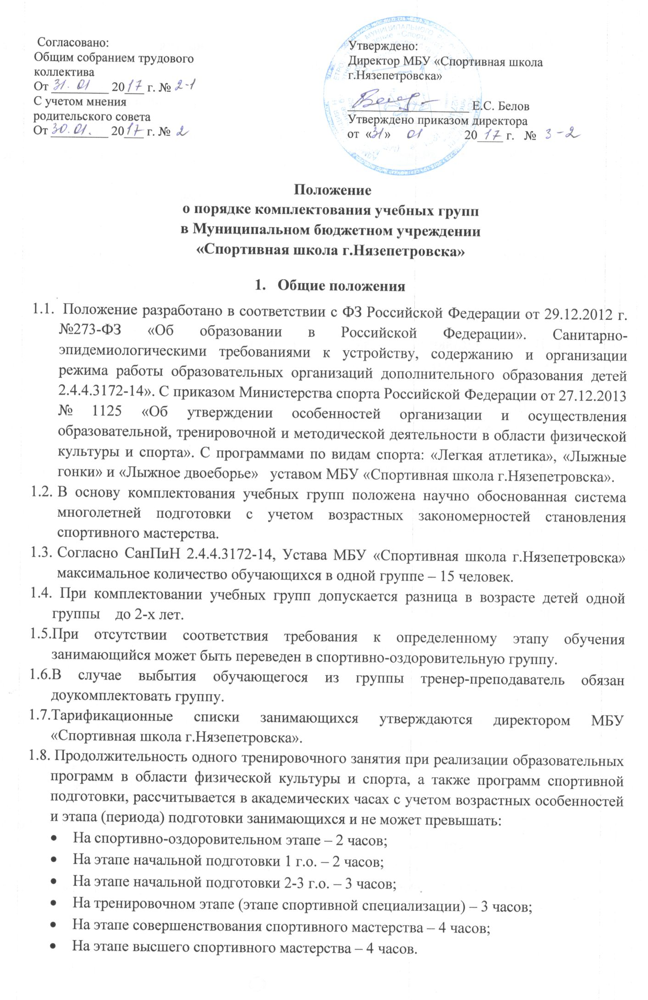 Согласовано:
Общим собранием трудового
коллектива
От 31. 01 2017 г. № 2-1
С учетом мнения
родительского совета
От 30.01. 2017 г. № 2
Утверждено:
Директор МБУ «Спортивная школа
г.Нязепетровска»
Е.С. Белов
Утверждено приказом директора
от «31» 01 2017 г. № 3-2
Положение
о порядке комплектования учебных групп
в Муниципальном бюджетном учреждении
«Спортивная школа г.Нязепетровска»
1. Общие положения
1.1. Положение разработано в соответствии с ФЗ Российской Федерации от 29.12.2012 г.
№273-ФЗ «Об образовании в Российской Федерации». Санитарно-
эпидемиологическими требованиями к устройству, содержанию и организации
режима работы образовательных организаций дополнительного образования детей
2.4.4.3172-14». С приказом Министерства спорта Российской Федерации от 27.12.2013
№ 1125 «Об утверждении особенностей организации и осуществления
образовательной, тренировочной и методической деятельности в области физической
культуры и спорта». С программами по видам спорта: «Легкая атлетика», «Лыжные
гонки» и «Лыжное двоеборье» уставом МБУ «Спортивная школа г.Нязепетровска».
1.2. В основу комплектования учебных групп положена научно обоснованная система
многолетней подготовки с учетом возрастных закономерностей становления
спортивного мастерства.
1.3. Согласно СанПиН 2.4.4.3172-14, Устава МБУ «Спортивная школа г.Нязепетровска»
максимальное количество обучающихся в одной группе – 15 человек.
1.4. При комплектовании учебных групп допускается разница в возрасте детей одной
группы до 2-х лет.
1.5.При отсутствии соответствия требования к определенному этапу обучения
занимающийся может быть переведен в спортивно-оздоровительную группу.
1.6.В случае выбытия обучающегося из группы тренер-преподаватель обязан
доукомплектовать группу.
1.7.Тарификационные списки занимающихся утверждаются директором МБУ
«Спортивная школа г.Нязепетровска».
1.8. Продолжительность одного тренировочного занятия при реализации образовательных
программ в области физической культуры и спорта, а также программ спортивной
подготовки, рассчитывается в академических часах с учетом возрастных особенностей
и этапа (периода) подготовки занимающихся и не может превышать:
• На спортивно-оздоровительном этапе – 2 часов;
• На этапе начальной подготовки 1 г.о. – 2 часов;
• На этапе начальной подготовки 2-3 г.о. – 3 часов;
• На тренировочном этапе (этапе спортивной специализации) – 3 часов;
• На этапе совершенствования спортивного мастерства – 4 часов;
• На этапе высшего спортивного мастерства – 4 часов.